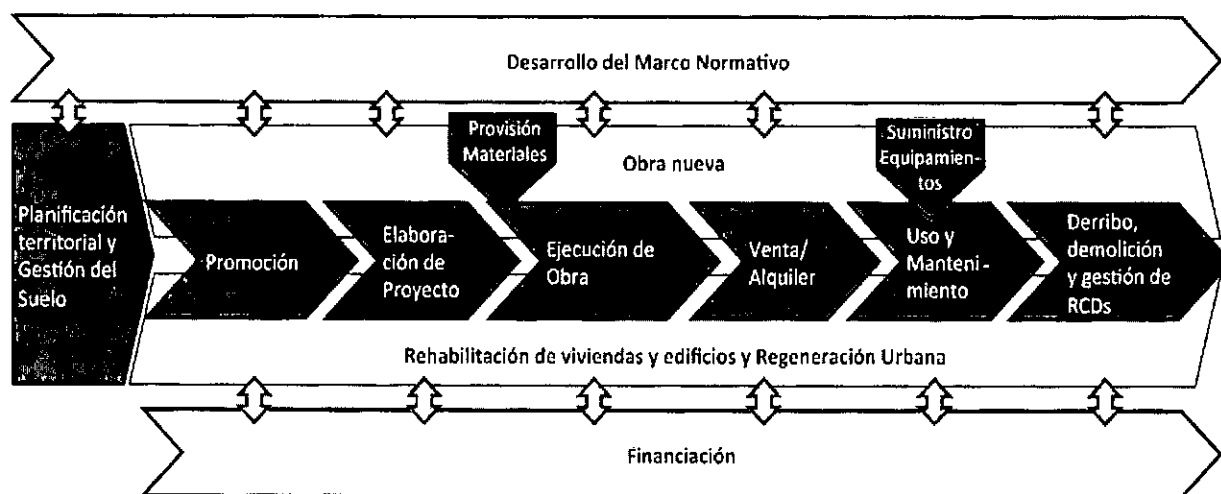 Desarrollo del Marco Normativo
Provisión
Materiales
Suministro
Equipamien-
tos
Obra nueva
Planificación
territorial y
Gestión del
Suelo
Promoción
Elabora-
ción de
Proyecto
Ejecución de
Obra
Venta/
Alquiler
Uso y
Manteni-
miento
Derribo,
demolición
y gestión de
RCDs
Rehabilitación de viviendas y edificios y Regeneración Urbana
Financiación